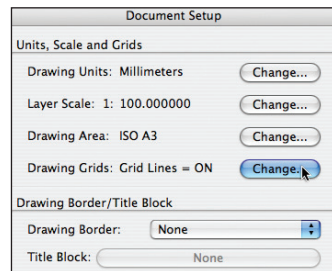 Document Setup
Units, Scale and Grids
Drawing Units: Millimeters Change...
Layer Scale: 1: 100.000000 Change...
Drawing Area: ISO A3 Change...
Drawing Grids: Grid Lines = ON Change...
Drawing Border/Title Block
Drawing Border: None
Title Block: None